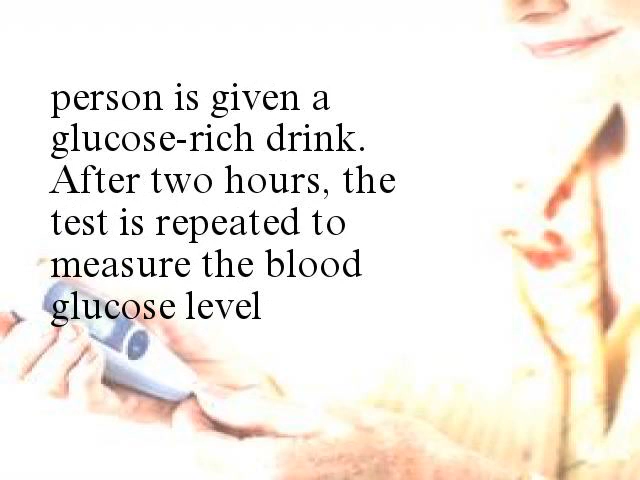 person is given a
glucose-rich drink.
After two hours, the
test is repeated to
measure the blood
glucose level